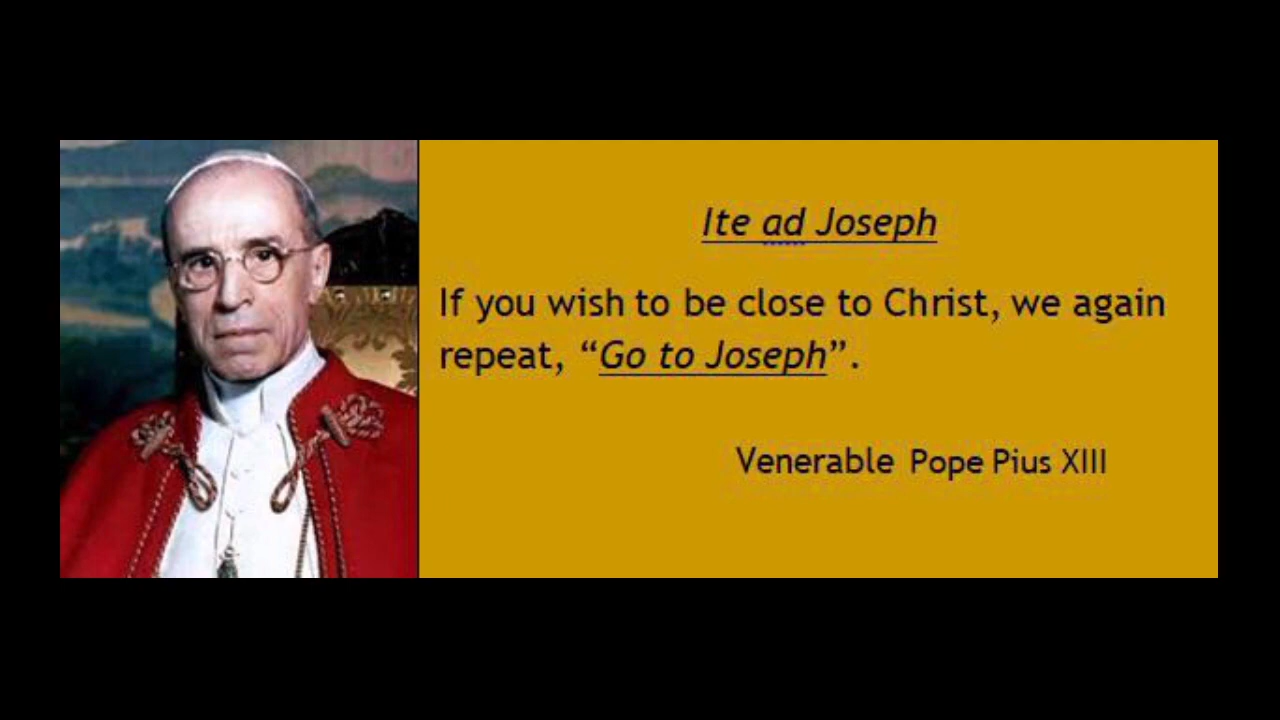 Ite ad Joseph
If you wish to be close to Christ, we again
repeat, “Go to Joseph”.
Venerable Pope Pius XIII